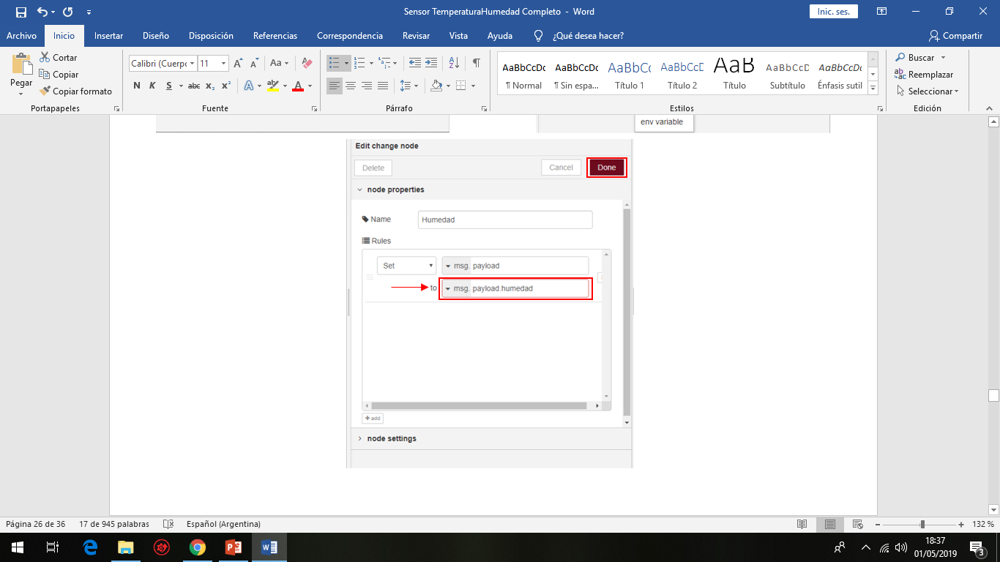 Sensor TemperaturaHumedad Completo - Word
Inic. ses.
Archivo Inicio Insertar Diseño Disposición Referencias Correspondencia Revisar Vista Ayuda ¿Qué desea hacer? Compartir
Pegar
Cortar
Copiar
Copiar formato
Portapapeles
Calibri (Cuerpo 11
N K S abc x₂ x²
Aa
Fuente
Párrafo
AaBbCcDc AaBbCcDc AaBbCc AaBbCcD AaB AaBbCcD AaBbCcDc
¶ Normal ¶ Sin espa... Título 1 Título 2 Título Subtítulo Énfasis sutil
Estilos
Buscar
Reemplazar
Seleccionar
Edición
env variable
Edit change node
Delete Cancel Done
node properties
Name Humedad
Rules
Set msg. payload
to msg. payload.humedad
+ add
node settings
Página 26 de 36 17 de 945 palabras Español (Argentina) 132 %
18:37
01/05/2019
3